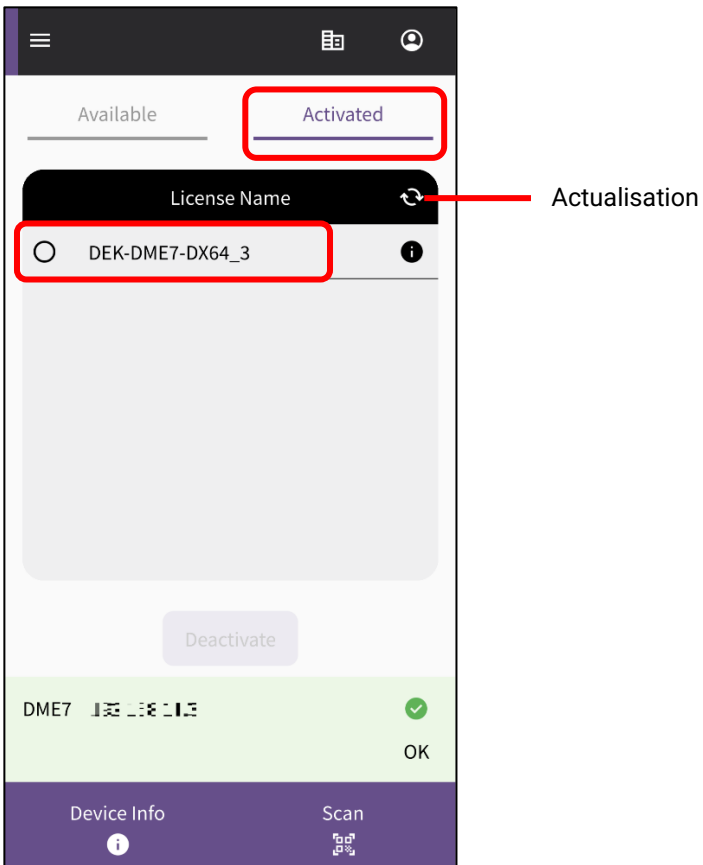 Available
Activated
License Name
Actualisation
DEK-DME7-DX64_3
Deactivate
DME7
OK
Device Info
Scan